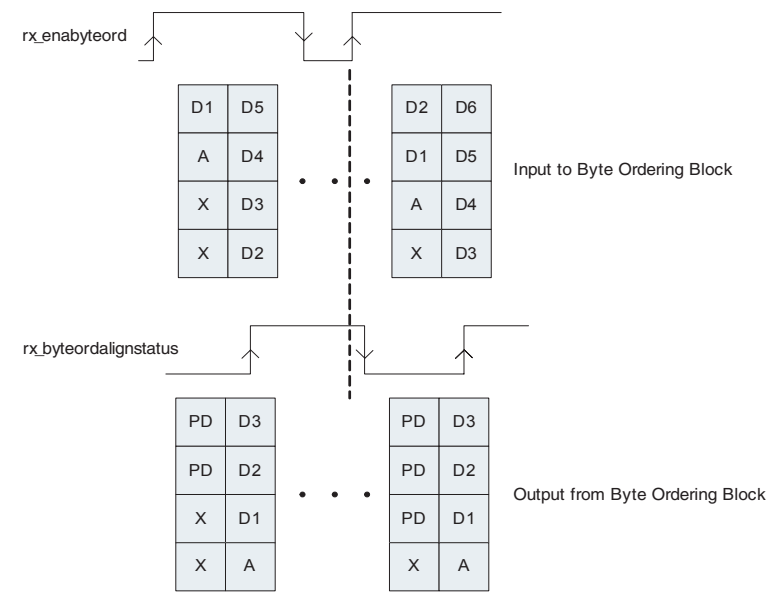 rx_enabyteord
D1 D5 D2 D6
A D4 D1 D5
Input to Byte Ordering Block
X D3 A D4
X D2 X D3
rx_byteordalignstatus
PD D3 PD D3
PD D2 PD D2
Output from Byte Ordering Block
X D1 PD D1
X A X A